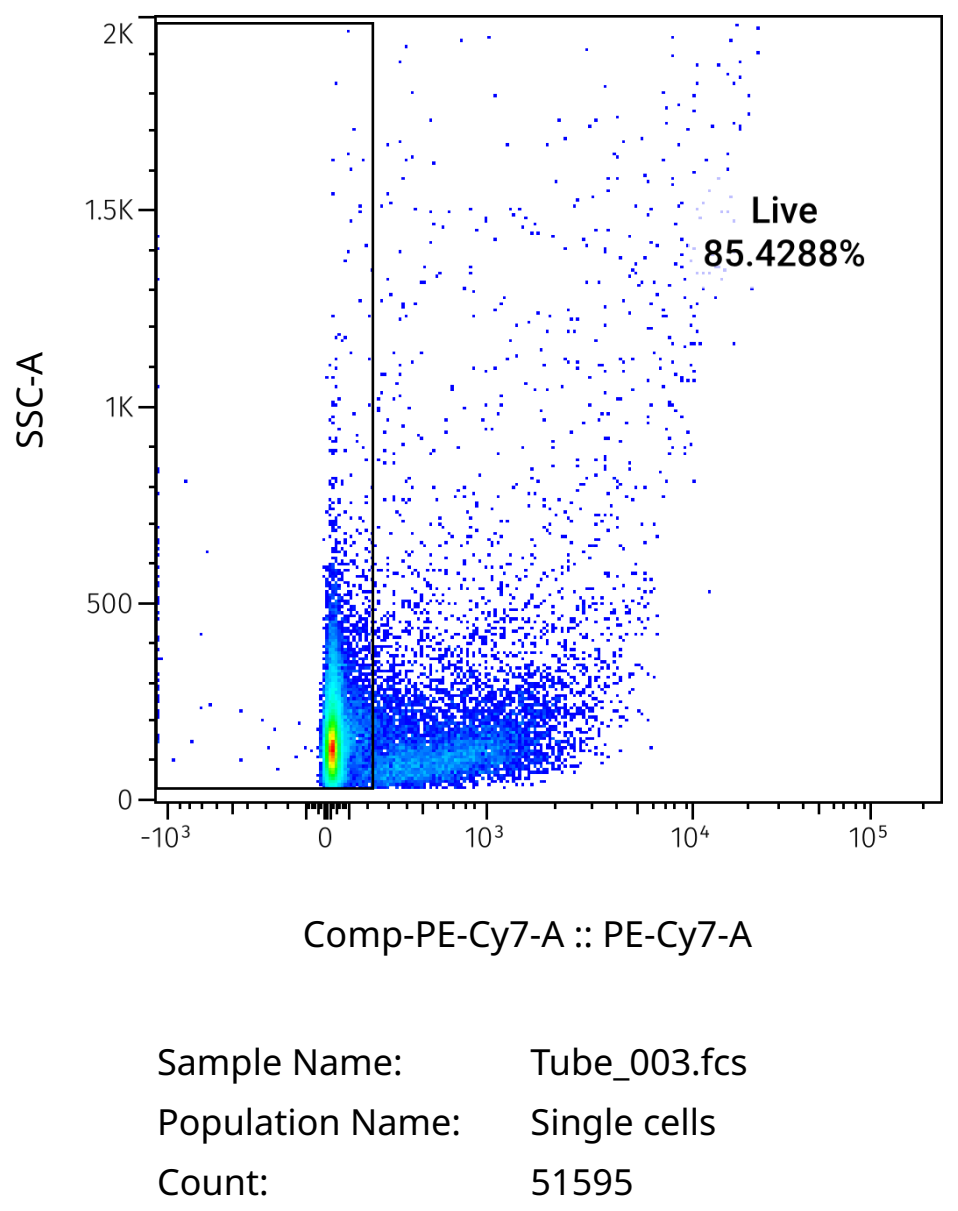 2K
1.5K
Live
85.4288%
SSC-A
1K
500
0
-10³ 0 10³ 10⁴ 10⁵
Comp-PE-Cy7-A :: PE-Cy7-A
Sample Name: Tube_003.fcs
Population Name: Single cells
Count: 51595